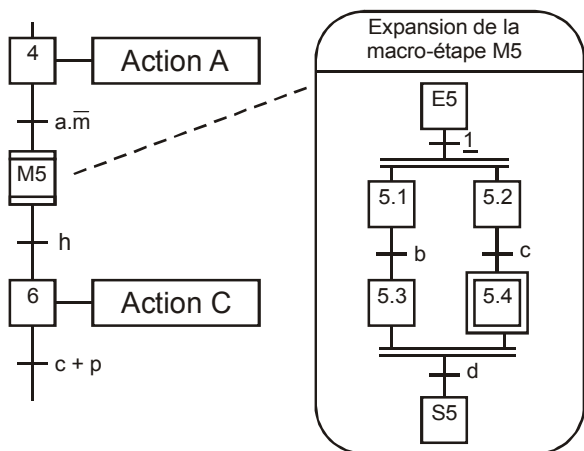 4
Action A
a.m̅
M5
h
6
Action C
c + p
Expansion de la
macro-étape M5
E5
1
5.1
5.2
b
c
5.3
5.4
d
S5